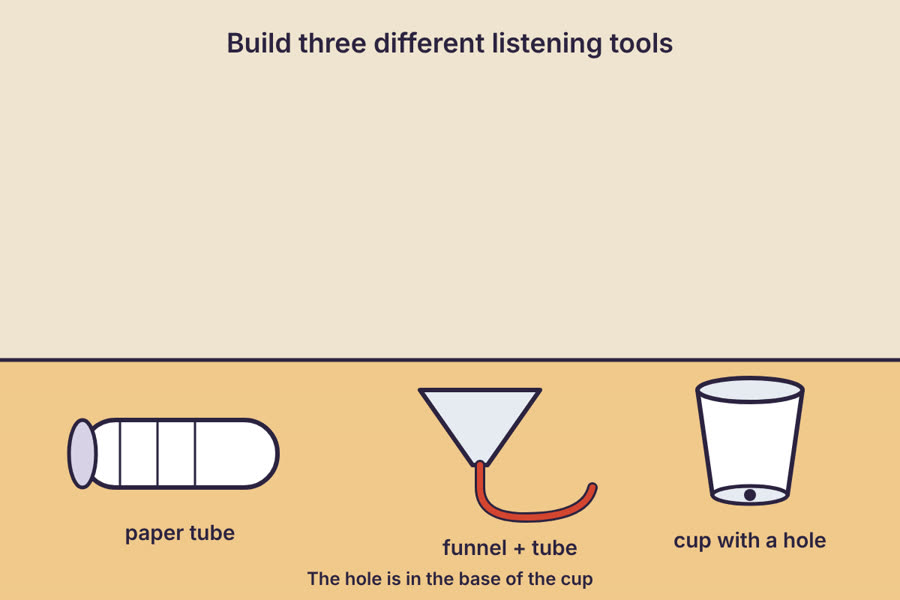 Build three different listening tools
paper tube
funnel + tube
cup with a hole
The hole is in the base of the cup